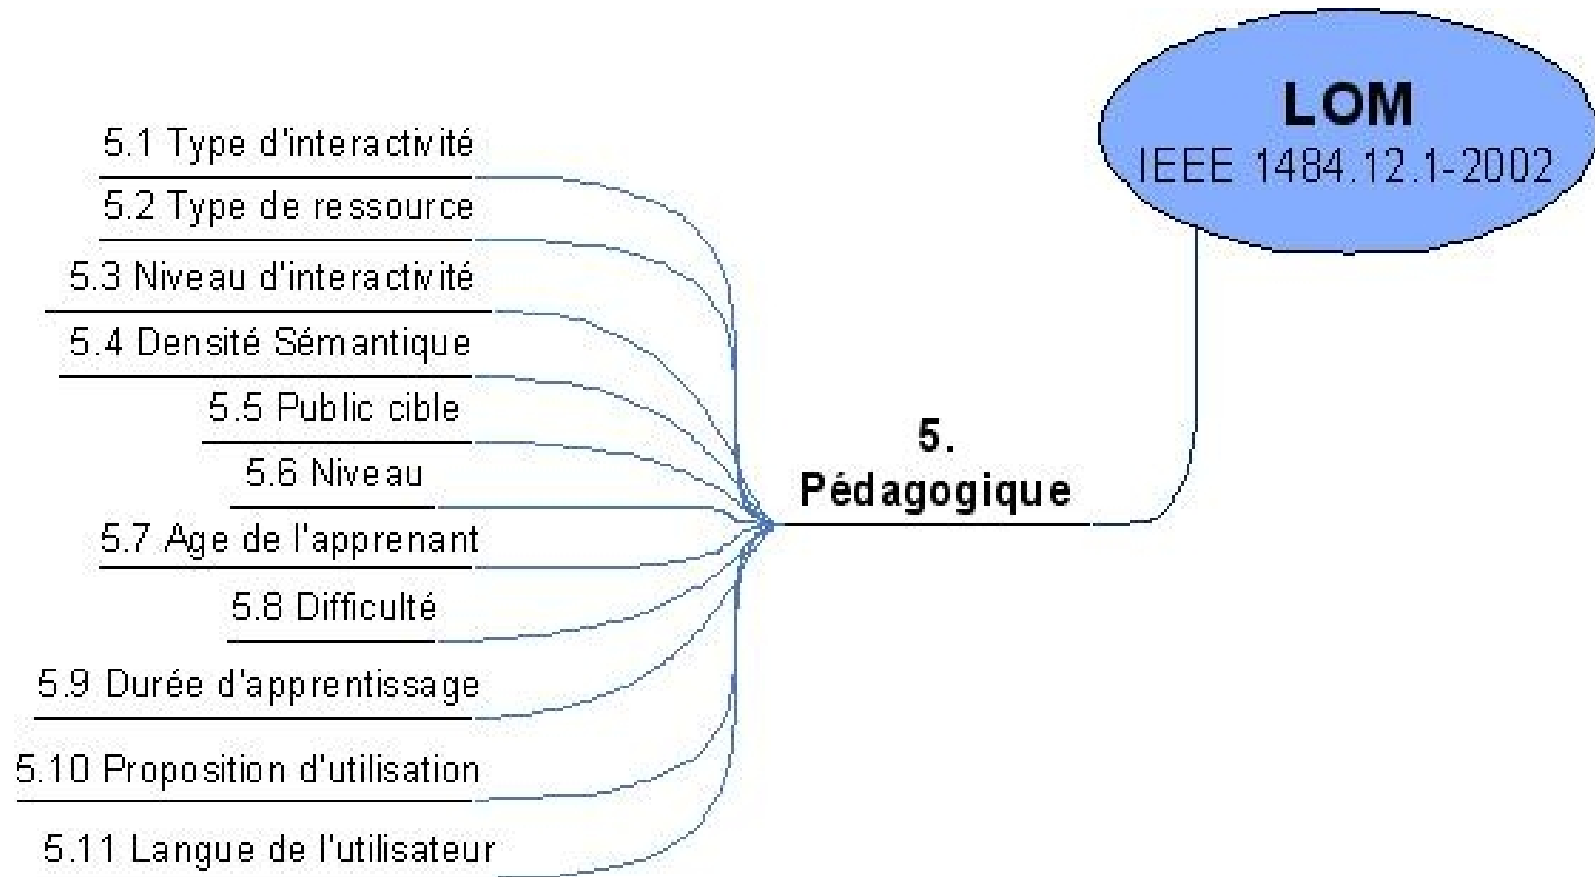 LOM
IEEE 1484.12.1-2002
5.
Pédagogique
5.1 Type d'interactivité
5.2 Type de ressource
5.3 Niveau d'interactivité
5.4 Densité Sémantique
5.5 Public cible
5.6 Niveau
5.7 Age de l'apprenant
5.8 Difficulté
5.9 Durée d'apprentissage
5.10 Proposition d'utilisation
5.11 Langue de l'utilisateur